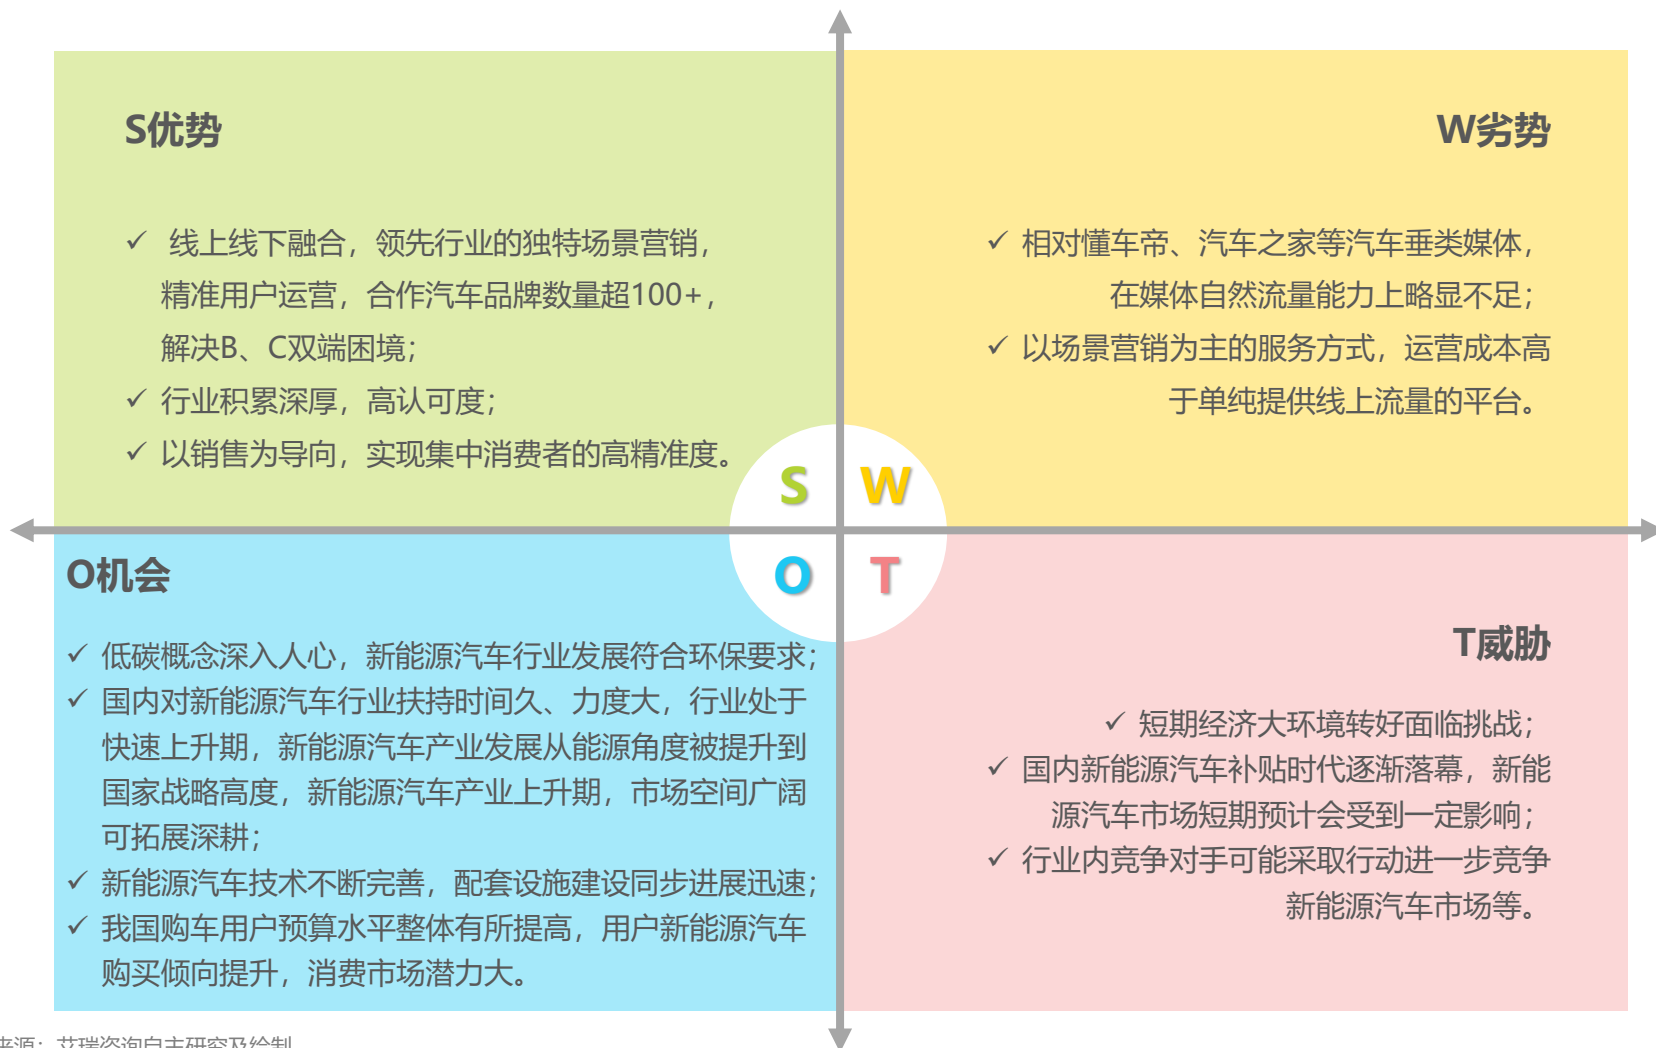 S优势
线上线下融合，领先行业的独特场景营销，
精准用户运营，合作汽车品牌数量超100+，
解决B、C双端困境；
行业积累深厚，高认可度；
以销售为导向，实现集中消费者的高精准度。
W劣势
相对懂车帝、汽车之家等汽车垂类媒体，
在媒体自然流量能力上略显不足；
以场景营销为主的服务方式，运营成本高
于单纯提供线上流量的平台。
S W
O T
O机会
低碳概念深入人心，新能源汽车行业发展符合环保要求；
国内对新能源汽车行业扶持时间久、力度大，行业处于
快速上升期，新能源汽车产业发展从能源角度被提升到
国家战略高度，新能源汽车产业上升期，市场空间广阔
可拓展深耕；
新能源汽车技术不断完善，配套设施建设同步进展迅速；
我国购车用户预算水平整体有所提高，用户新能源汽车
购买倾向提升，消费市场潜力大。
T威胁
短期经济大环境转好面临挑战；
国内新能源汽车补贴时代逐渐落幕，新能
源汽车市场短期预计会受到一定影响；
行业内竞争对手可能采取行动进一步竞争
新能源汽车市场等。
来源：艾瑞咨询自主研究及绘制